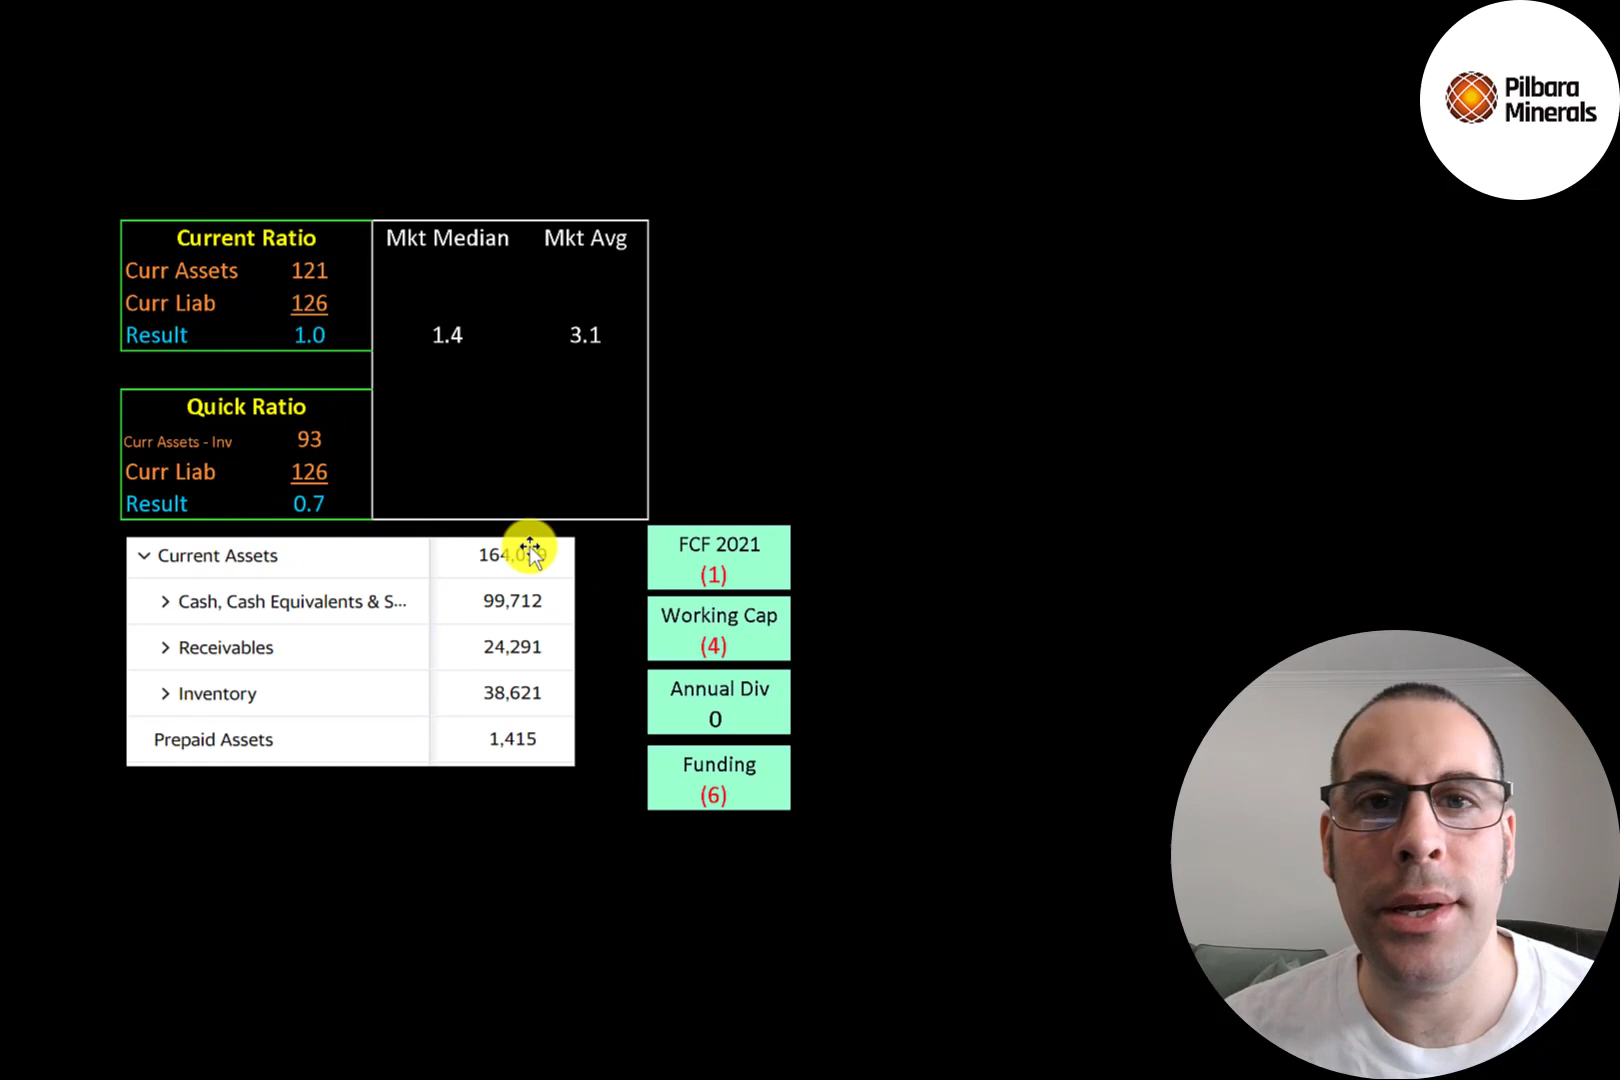 Pilbara
Minerals
Current Ratio
Mkt Median Mkt Avg
Curr Assets 121
Curr Liab 126
Result 1.0 1.4 3.1
Quick Ratio
Curr Assets - Inv 93
Curr Liab 126
Result 0.7
Current Assets
Cash, Cash Equivalents & S... 99,712
Receivables 24,291
Inventory 38,621
Prepaid Assets 1,415
FCF 2021
(1)
Working Cap
(4)
Annual Div
0
Funding
(6)